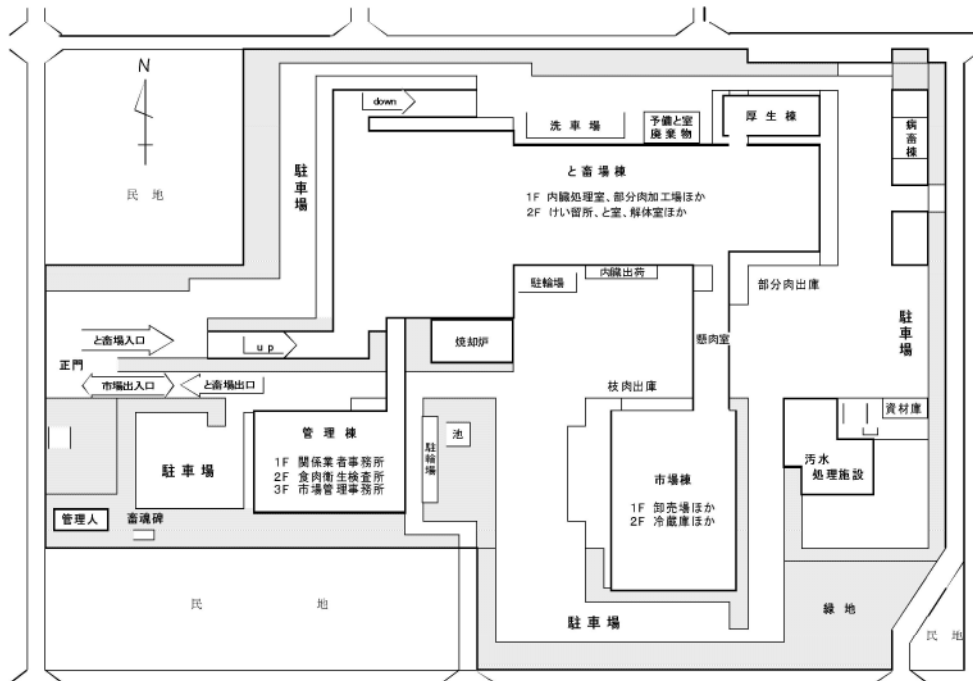 N
民地
down
洗車場
予備と室
廃棄物
厚生棟
病畜棟
駐車場
と畜場棟
1F 内臓処理室、部分肉加工場ほか
2F けい留所、と室、解体室ほか
駐輪場
内臓出荷
部分肉出庫
駐車場
と畜場入口
up
焼却炉
懸肉室
正門
市場出入口
と畜場出口
枝肉出庫
資材庫
駐車場
管理棟
1F 関係業者事務所
2F 食肉衛生検査所
3F 市場管理事務所
駐輪場
池
市場棟
1F 卸売場ほか
2F 冷蔵庫ほか
汚水
処理施設
管理人
畜魂碑
民地
駐車場
緑地
民地